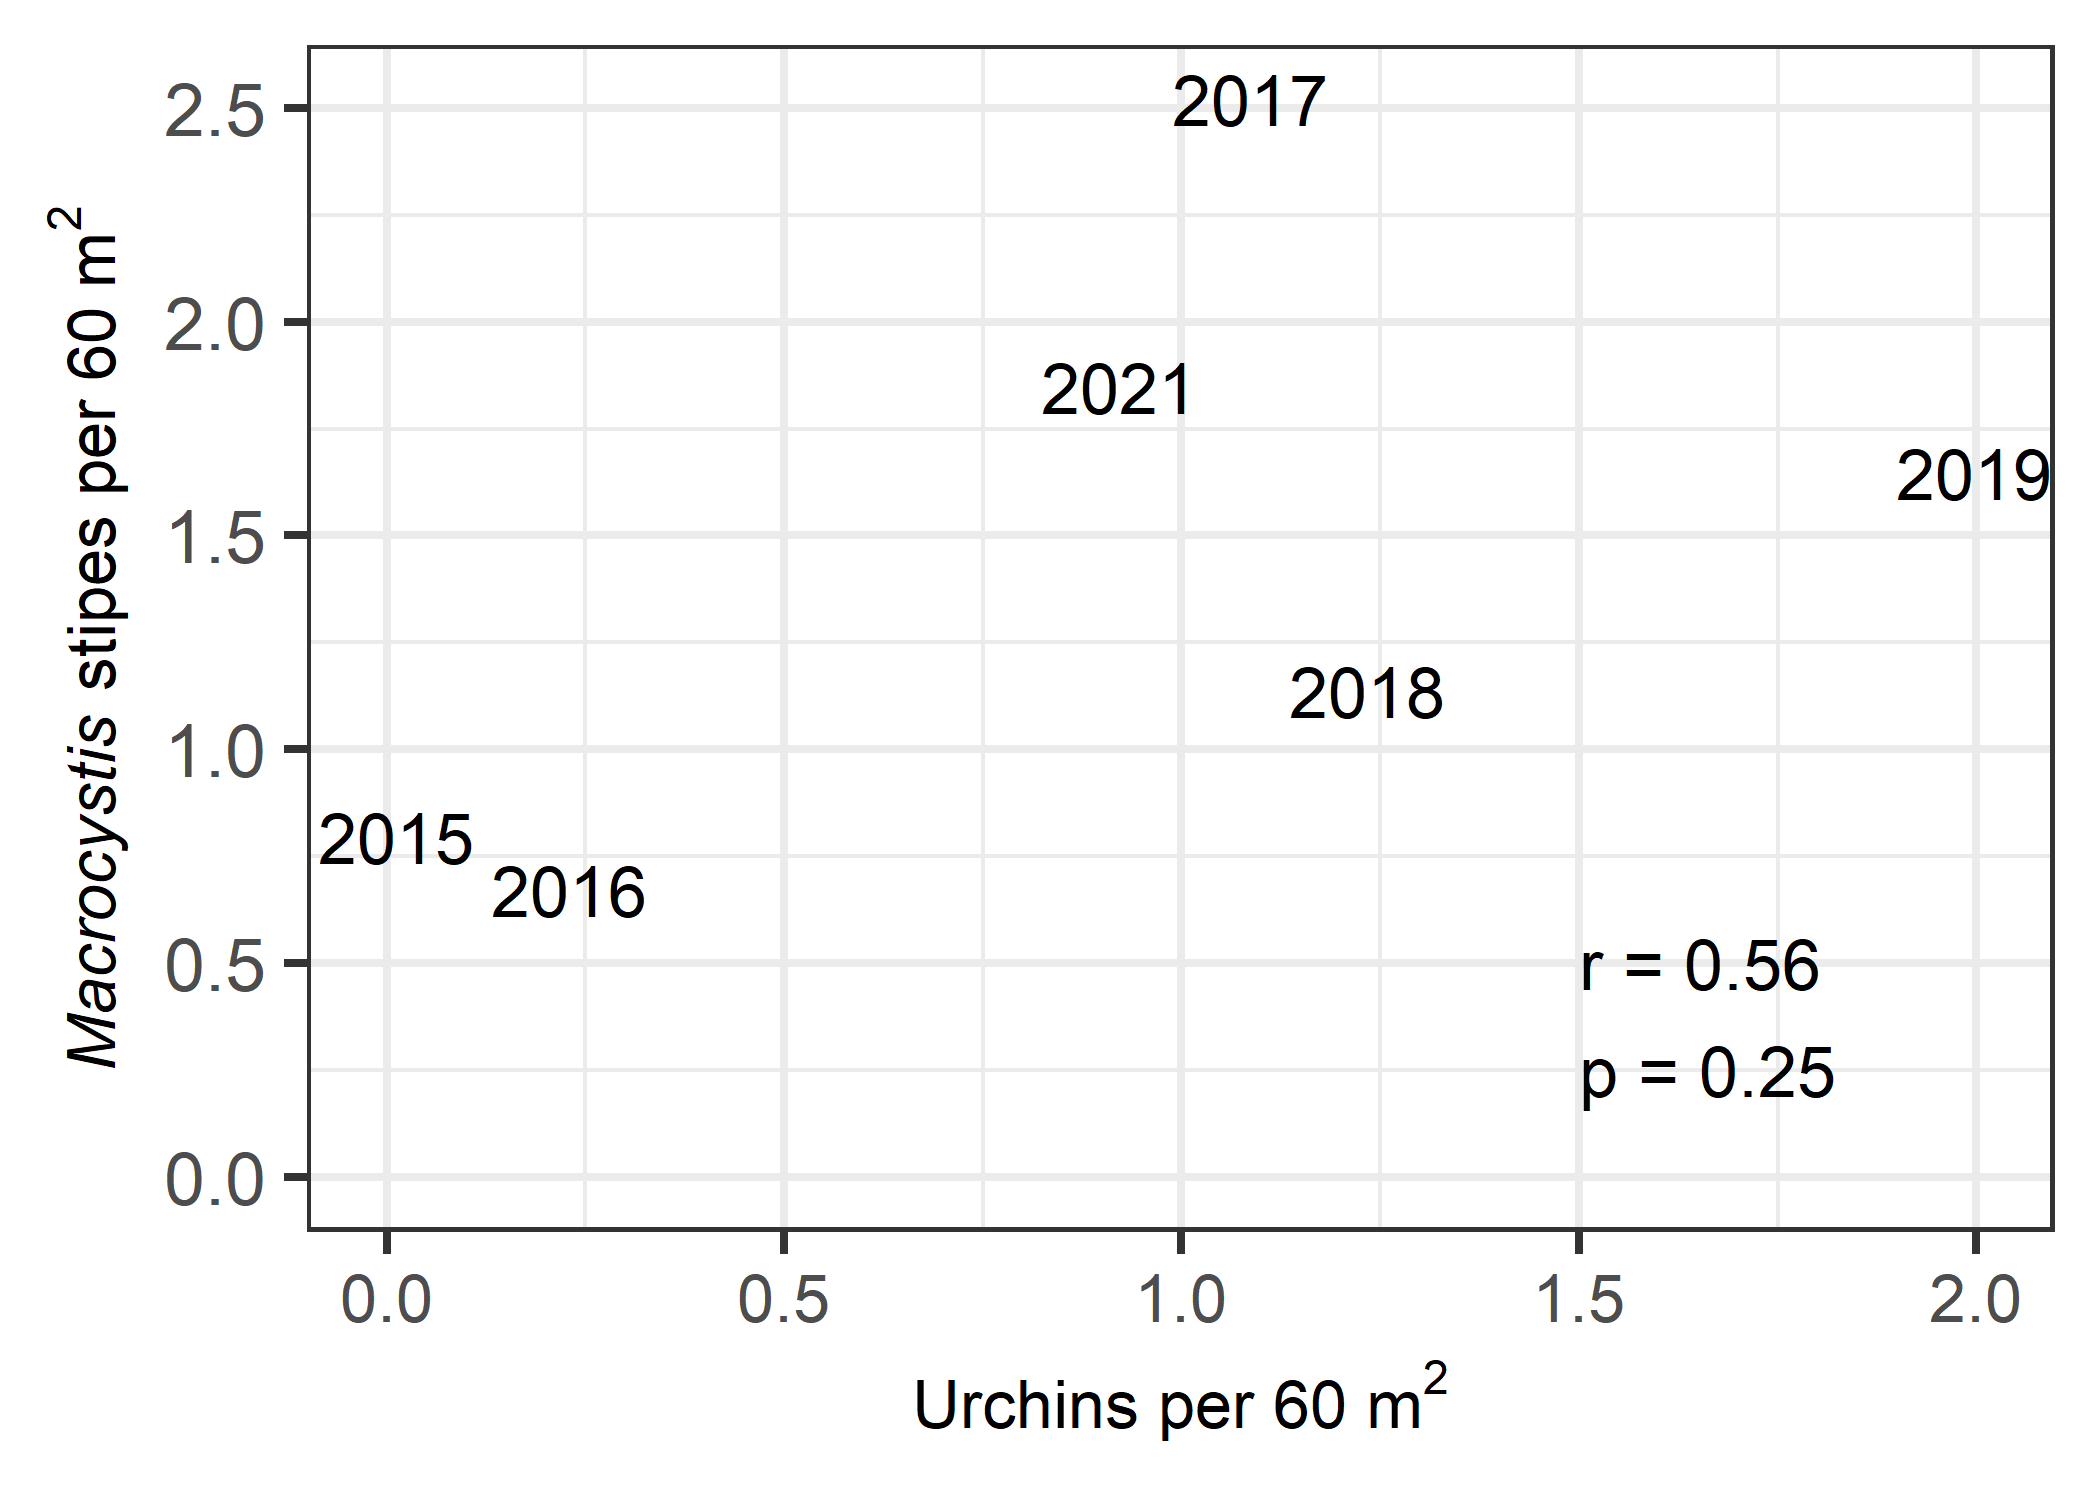 2.5
2.0
1.5
1.0
0.5
0.0
Macrocystis stipes per 60 m²
2017
2021
2019
2018
2015
2016
r = 0.56
p = 0.25
0.0 0.5 1.0 1.5 2.0
Urchins per 60 m²